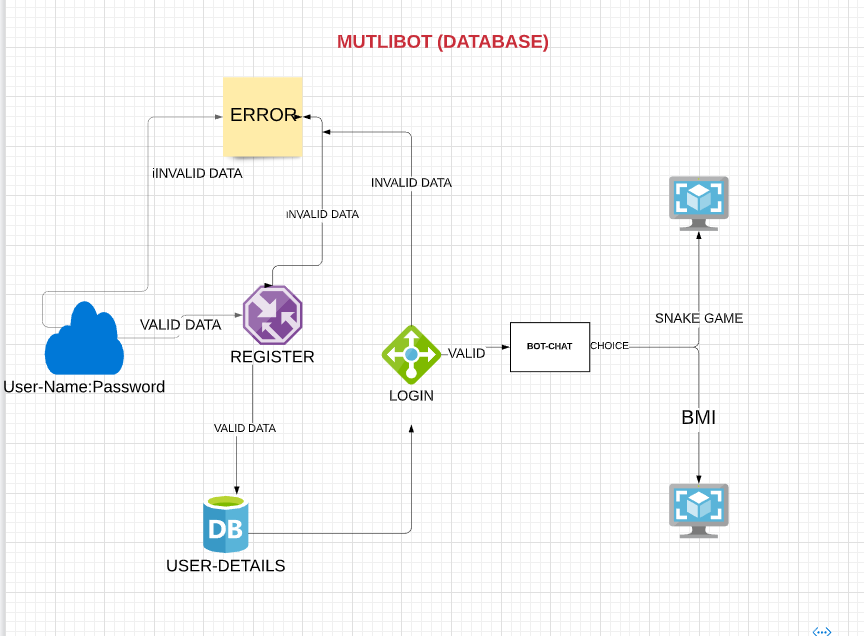 MUTLIBOT (DATABASE)
ERROR
iINVALID DATA
INVALID DATA
iNVALID DATA
SNAKE GAME
VALID DATA
REGISTER
VALID
BOT-CHAT
CHOICE
User-Name:Password
LOGIN
BMI
VALID DATA
DB
USER-DETAILS